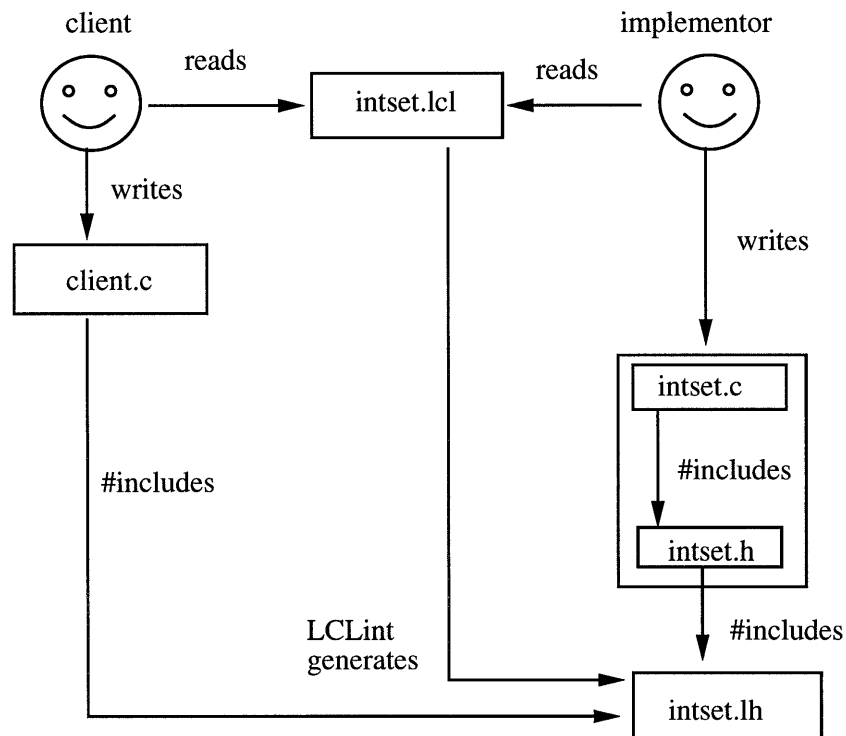 client
implementor
reads
reads
intset.lcl
writes
writes
client.c
intset.c
#includes
#includes
intset.h
LCLint
generates
#includes
intset.lh